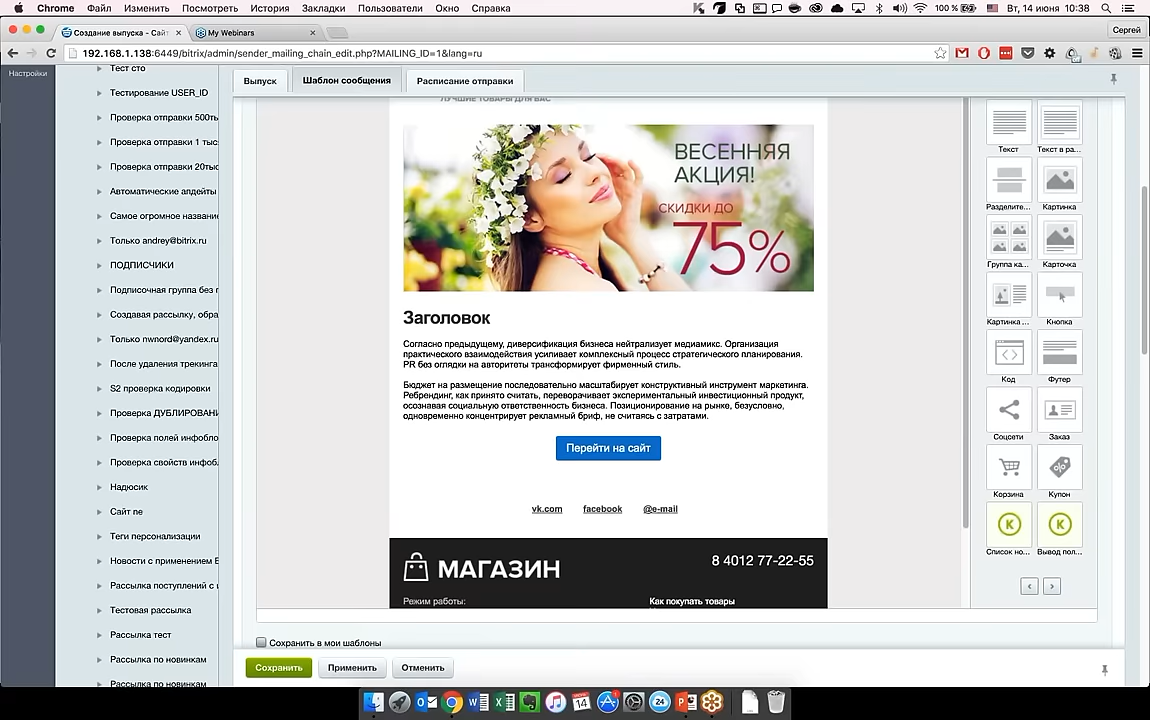 Chrome Файл Изменить Посмотреть История Закладки Пользователи Окно Справка 100 % Вт, 14 июня 10:38
Создание выпуска - Сайт My Webinars Сергей
192.168.1.138:6449/bitrix/admin/sender_mailing_chain_edit.php?MAILING_ID=1&lang=ru
Настройки
Тест сто
Тестирование USER_ID
Проверка отправки 500ты
Проверка отправки 1 тыс
Проверка отправки 20тыс
Автоматические апдейты
Самое огромное название
Только andrey@bitrix.ru
ПОДПИСЧИКИ
Подписочная группа без г
Создавая рассылку, обра
Только nwnord@yandex.ru
После удаления трекинга
S2 проверка кодировки
Проверка ДУБЛИРОВАНИ
Проверка полей инфобло
Проверка свойств инфоб.
Надюсик
Сайт ne
Теги персонализации
Новости с применением Е
Рассылка поступлений с ц
Тестовая рассылка
Рассылка тест
Рассылка по новинкам
Рассылка по новинкам
Выпуск Шаблон сообщения Расписание отправки
ЛУЧШИЕ ТОВАРЫ ДЛЯ ВАС
ВЕСЕННЯЯ
АКЦИЯ!
СКИДКИ ДО
75%
Заголовок
Согласно предыдущему, диверсификация бизнеса нейтрализует медиамикс. Организация
практического взаимодействия усиливает комплексный процесс стратегического планирования.
PR без оглядки на авторитеты трансформирует фирменный стиль.
Бюджет на размещение последовательно масштабирует конструктивный инструмент маркетинга.
Ребрендинг, как принято считать, переворачивает экспериментальный инвестиционный продукт,
осознавая социальную ответственность бизнеса. Позиционирование на рынке, безусловно,
одновременно концентрирует рекламный бриф, не считаясь с затратами.
Перейти на сайт
vk.com facebook @e-mail
МАГАЗИН 8 4012 77-22-55
Режим работы: Как покупать товары
Текст Текст в ра...
Разделите... Картинка
Группа ка... Карточка
Картинка ... Кнопка
Код Футер
Соцсети Заказ
Корзина Купон
K K
Список но... Вывод пол...
Сохранить в мои шаблоны
Сохранить Применить Отменить
14 24